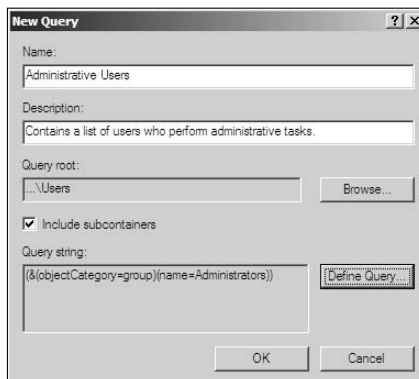 New Query
Name:
Administrative Users
Description:
Contains a list of users who perform administrative tasks.
Query root:
...\Users
Browse...
Include subcontainers
Query string:
(&(objectCategory=group)(name=Administrators))
Define Query...
OK
Cancel